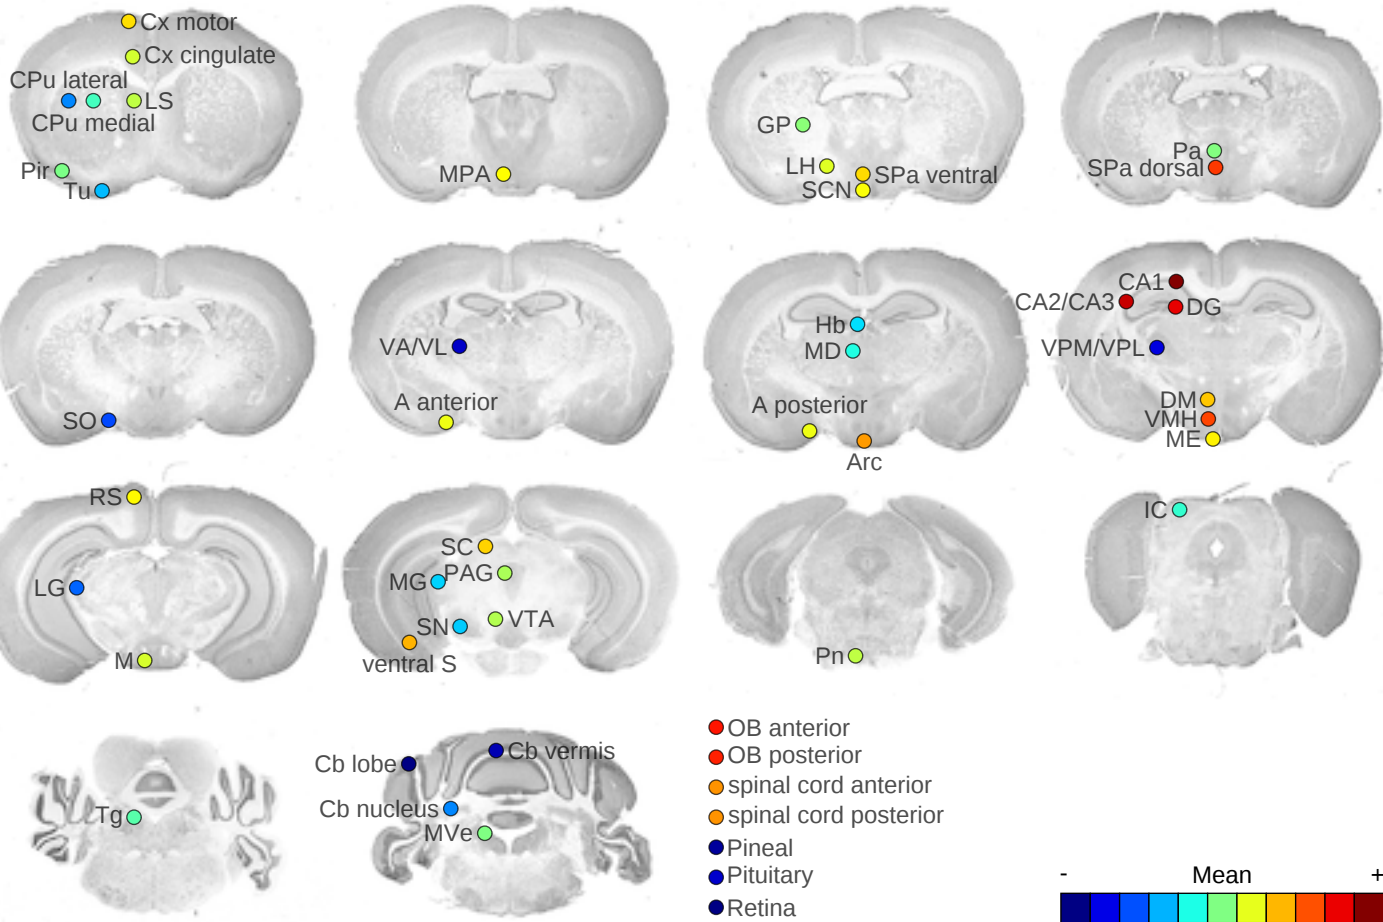 Cx motor
Cx cingulate
CPu lateral
LS
CPu medial
Pir
Tu
MPA
GP
LH
SPa ventral
SCN
Pa
SPa dorsal
SO
VA/VL
A anterior
Hb
MD
A posterior
Arc
CA1
CA2/CA3
DG
VPM/VPL
DM
VMH
ME
RS
LG
M
SC
MG
PAG
SN
VTA
ventral S
Pn
IC
Tg
Cb lobe
Cb vermis
Cb nucleus
MVe
OB anterior
OB posterior
spinal cord anterior
spinal cord posterior
Pineal
Pituitary
Retina
- Mean +